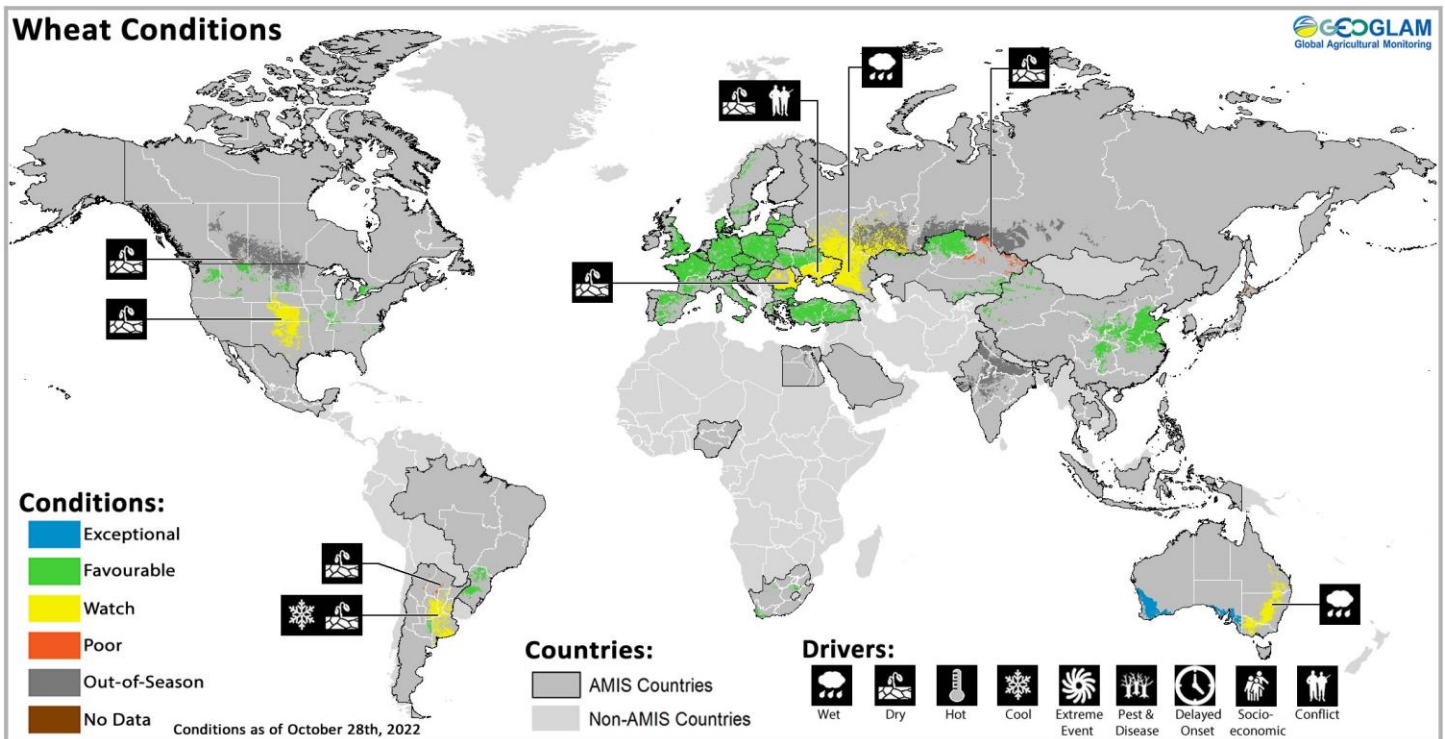 Wheat Conditions
GEOGLAM
Global Agricultural Monitoring
Conditions:
Exceptional
Favourable
Watch
Poor
Out-of-Season
No Data
Conditions as of October 28th, 2022
Countries:
AMIS Countries
Non-AMIS Countries
Drivers:
Wet
Dry
Hot
Cool
Extreme
Event
Pest &
Disease
Delayed
Onset
Socio-
economic
Conflict